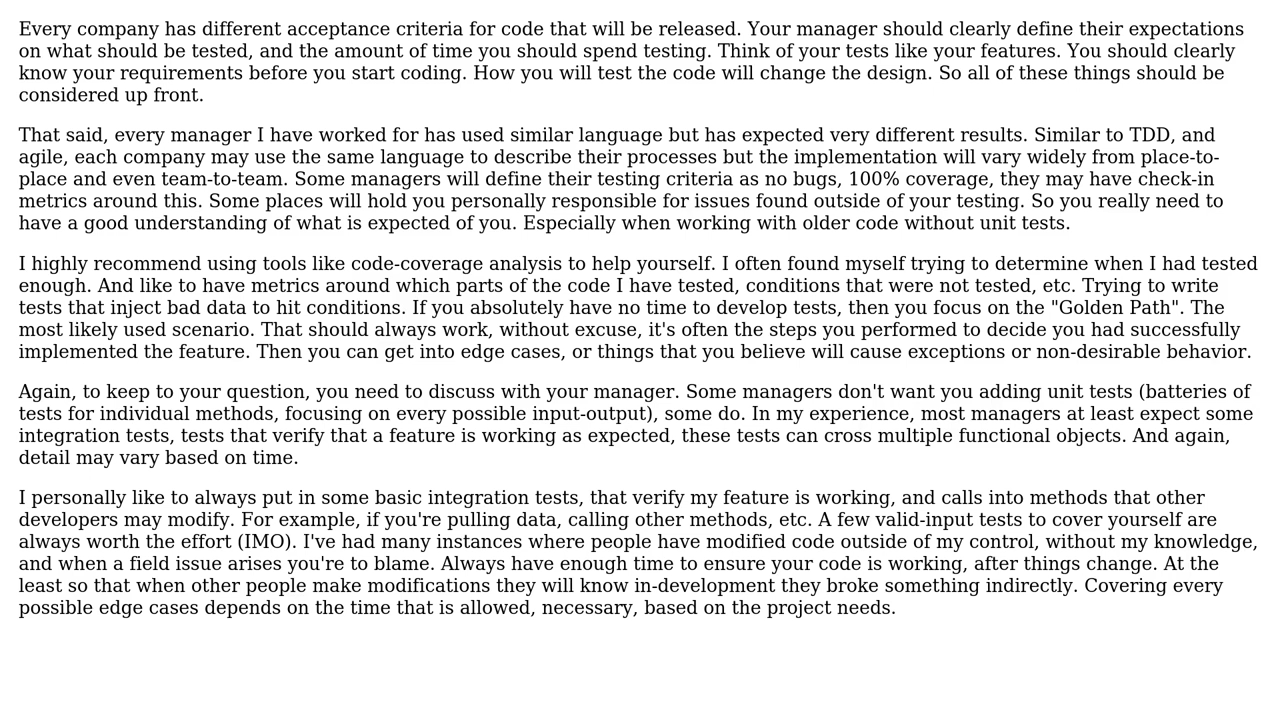 Every company has different acceptance criteria for code that will be released. Your manager should clearly define their expectations
on what should be tested, and the amount of time you should spend testing. Think of your tests like your features. You should clearly
know your requirements before you start coding. How you will test the code will change the design. So all of these things should be
considered up front.
That said, every manager I have worked for has used similar language but has expected very different results. Similar to TDD, and
agile, each company may use the same language to describe their processes but the implementation will vary widely from place-to-
place and even team-to-team. Some managers will define their testing criteria as no bugs, 100% coverage, they may have check-in
metrics around this. Some places will hold you personally responsible for issues found outside of your testing. So you really need to
have a good understanding of what is expected of you. Especially when working with older code without unit tests.
I highly recommend using tools like code-coverage analysis to help yourself. I often found myself trying to determine when I had tested
enough. And like to have metrics around which parts of the code I have tested, conditions that were not tested, etc. Trying to write
tests that inject bad data to hit conditions. If you absolutely have no time to develop tests, then you focus on the "Golden Path". The
most likely used scenario. That should always work, without excuse, it's often the steps you performed to decide you had successfully
implemented the feature. Then you can get into edge cases, or things that you believe will cause exceptions or non-desirable behavior.
Again, to keep to your question, you need to discuss with your manager. Some managers don't want you adding unit tests (batteries of
tests for individual methods, focusing on every possible input-output), some do. In my experience, most managers at least expect some
integration tests, tests that verify that a feature is working as expected, these tests can cross multiple functional objects. And again,
detail may vary based on time.
I personally like to always put in some basic integration tests, that verify my feature is working, and calls into methods that other
developers may modify. For example, if you're pulling data, calling other methods, etc. A few valid-input tests to cover yourself are
always worth the effort (IMO). I've had many instances where people have modified code outside of my control, without my knowledge,
and when a field issue arises you're to blame. Always have enough time to ensure your code is working, after things change. At the
least so that when other people make modifications they will know in-development they broke something indirectly. Covering every
possible edge cases depends on the time that is allowed, necessary, based on the project needs.